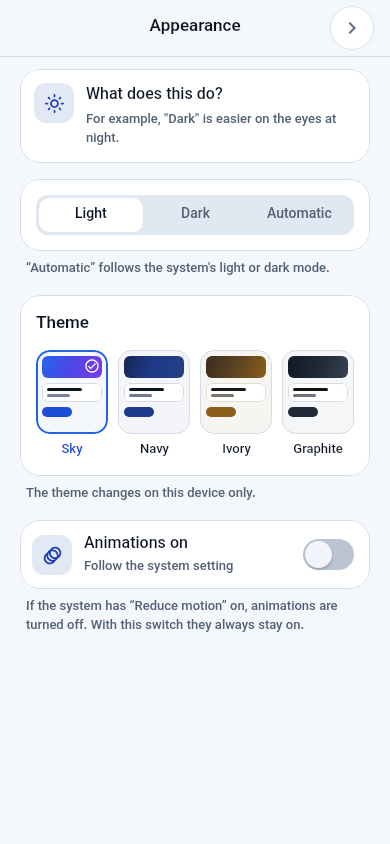 Appearance
What does this do?
For example, "Dark" is easier on the eyes at
night.
Light
Dark
Automatic
“Automatic” follows the system's light or dark mode.
Theme
Sky
Navy
Ivory
Graphite
The theme changes on this device only.
Animations on
Follow the system setting
If the system has “Reduce motion” on, animations are
turned off. With this switch they always stay on.